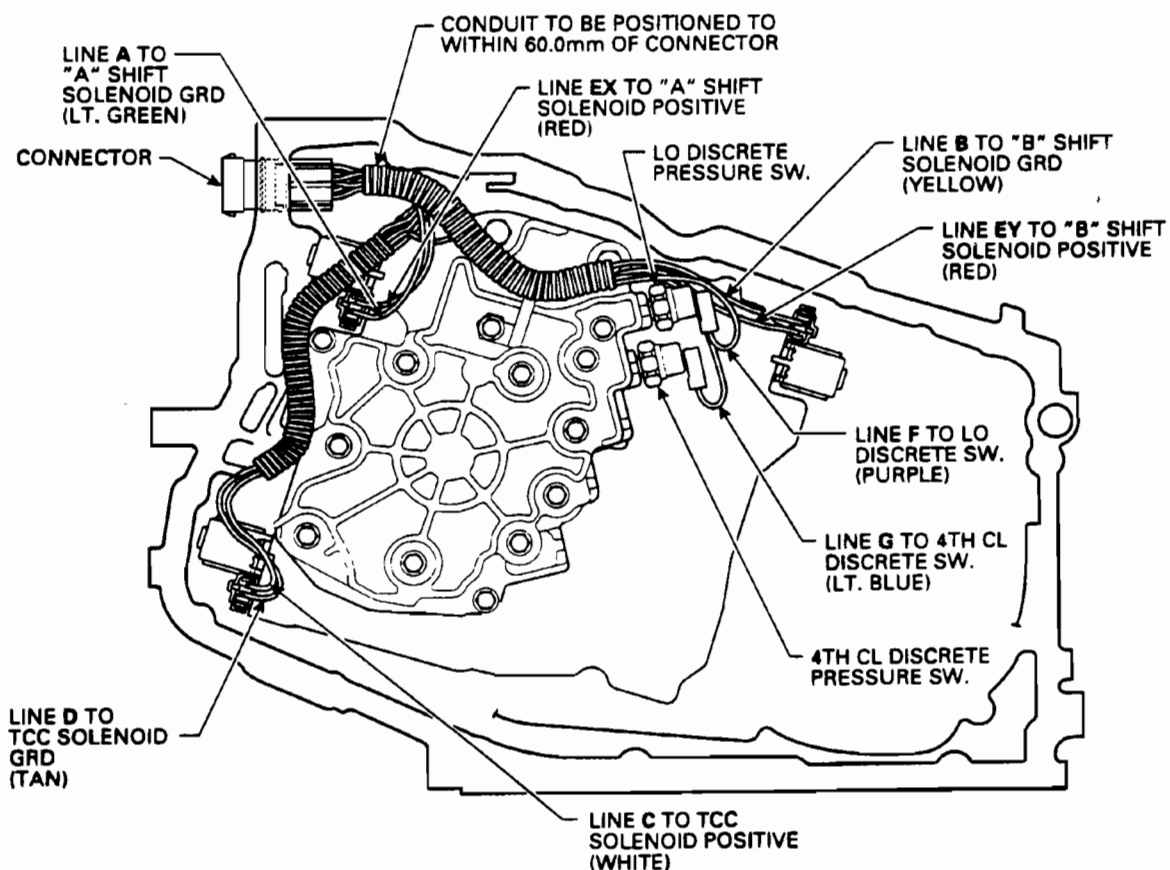 CONDUIT TO BE POSITIONED TO
WITHIN 60.0mm OF CONNECTOR
LINE A TO
"A" SHIFT
SOLENOID GRD
(LT. GREEN)
LINE EX TO "A" SHIFT
SOLENOID POSITIVE
(RED)
CONNECTOR
LO DISCRETE
PRESSURE SW.
LINE B TO "B" SHIFT
SOLENOID GRD
(YELLOW)
LINE EY TO "B" SHIFT
SOLENOID POSITIVE
(RED)
LINE F TO LO
DISCRETE SW.
(PURPLE)
LINE G TO 4TH CL
DISCRETE SW.
(LT. BLUE)
4TH CL DISCRETE
PRESSURE SW.
LINE D TO
TCC SOLENOID
GRD
(TAN)
LINE C TO TCC
SOLENOID POSITIVE
(WHITE)